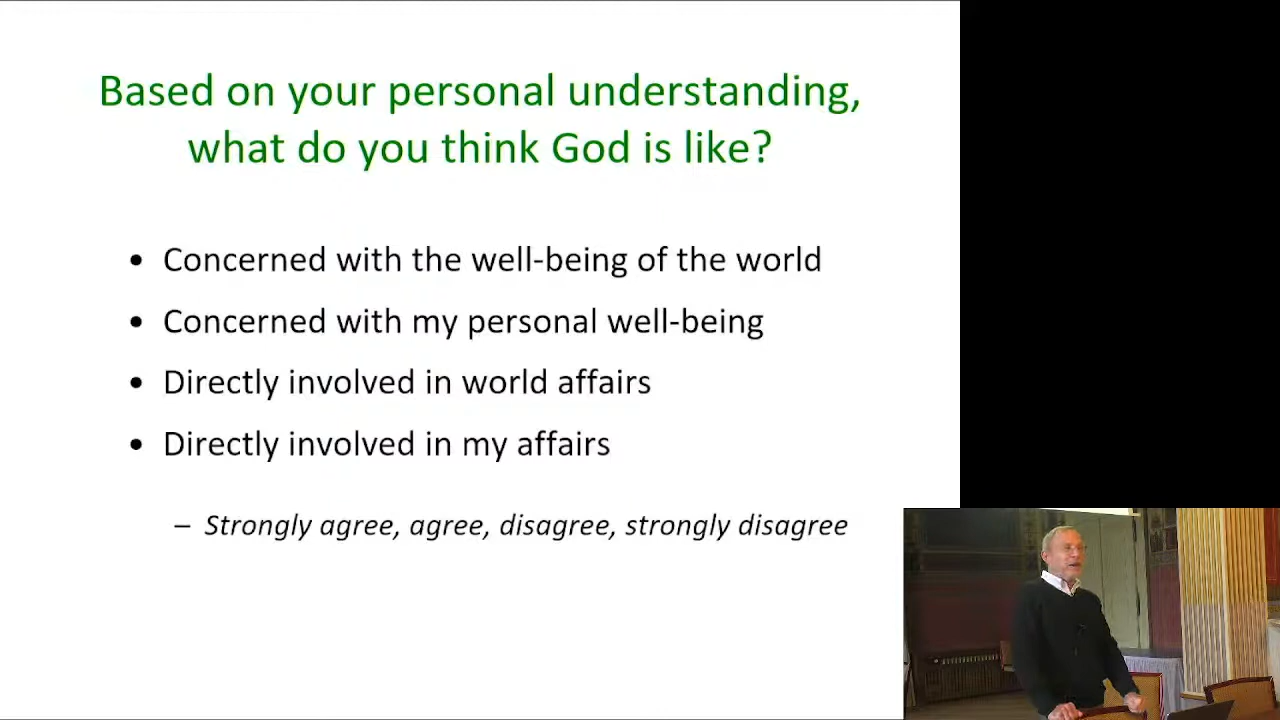 Based on your personal understanding,
what do you think God is like?
• Concerned with the well-being of the world
• Concerned with my personal well-being
• Directly involved in world affairs
• Directly involved in my affairs
– Strongly agree, agree, disagree, strongly disagree